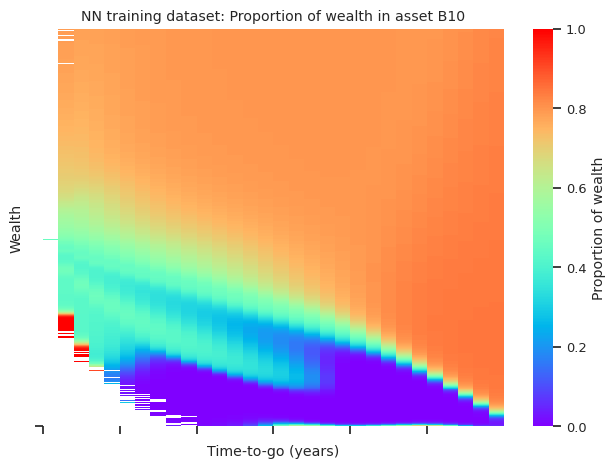 NN training dataset: Proportion of wealth in asset B10
Wealth
Time-to-go (years)
1.0
0.8
0.6
0.4
0.2
0.0
Proportion of wealth